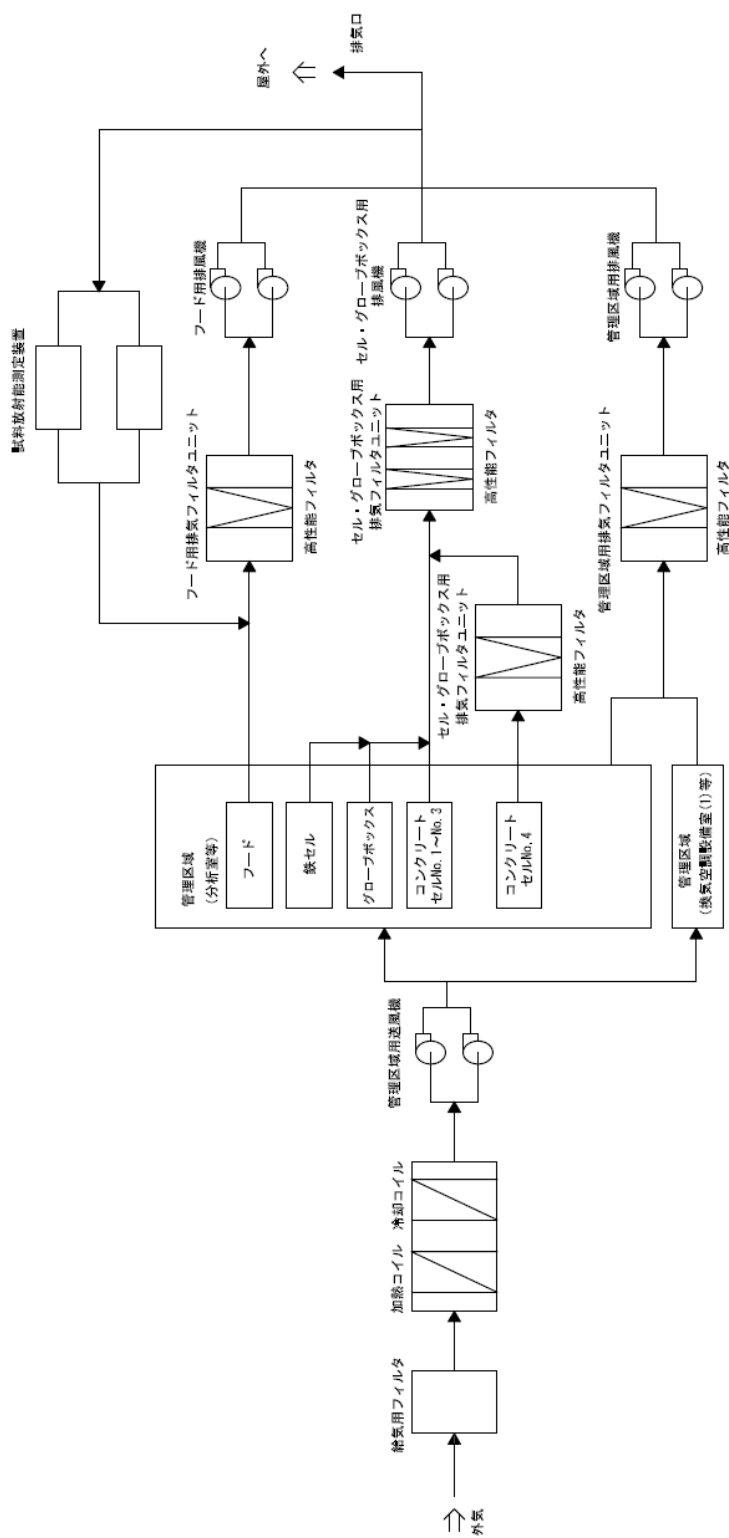 外気
給気用フィルタ
加熱コイル
冷却コイル
管理区域用送風機
管理区域
(分析室等)
フード
鉄セル
グローブボックス
コンクリート
セルNo.1~No.3
コンクリート
セルNo.4
管理区域
(換気空調設備室(1)等)
試料放射能測定装置
フード用排気フィルタユニット
高性能フィルタ
フード用排風機
セル・グローブボックス用
排気フィルタユニット
高性能フィルタ
セル・グローブボックス用
排気フィルタユニット
高性能フィルタ
セル・グローブボックス用
排風機
管理区域用排気フィルタユニット
高性能フィルタ
管理区域用排風機
屋外へ
排気口